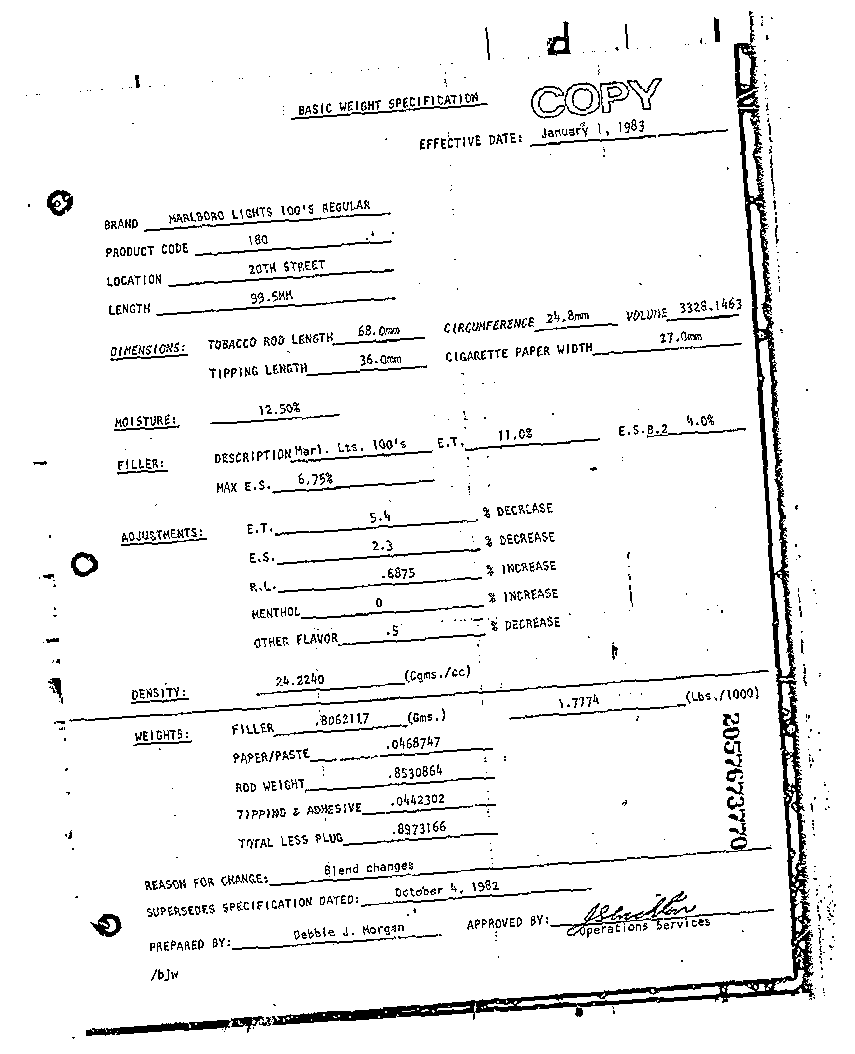 d
BASIC WEIGHT SPECIFICATION
COPY
EFFECTIVE DATE: January 1, 1983
BRAND MARLBORO LIGHTS 100'S REGULAR
PRODUCT CODE 180
LOCATION 20TH STREET
LENGTH 99.5MM
DIMENSIONS: TOBACCO ROD LENGTH 68.0mm CIRCUMFERENCE 24.8mm VOLUME 3328.1463
TIPPING LENGTH 36.0mm CIGARETTE PAPER WIDTH 27.0mm
MOISTURE: 12.50%
FILLER: DESCRIPTION Marl. Lts. 100's E.T. 11.0% E.S.B.2 4.0%
MAX E.S. 6.75%
ADJUSTMENTS: E.T. 5.4 % DECREASE
E.S. 2.3 % DECREASE
R.L. .6875 % INCREASE
MENTHOL 0 % INCREASE
OTHER FLAVOR .5 % DECREASE
DENSITY: 24.2240 (Cgms./cc)
WEIGHTS: FILLER .8062117 (Gms.) 1.7774 (Lbs./1000)
PAPER/PASTE .0468747
ROD WEIGHT .8530864
TIPPING & ADHESIVE .0442302
TOTAL LESS PLUG .8973166
2057673770
REASON FOR CHANGE: Blend changes
SUPERSEDES SPECIFICATION DATED: October 4, 1982
PREPARED BY: Debbie J. Morgan APPROVED BY:
Operations Services
/bjw